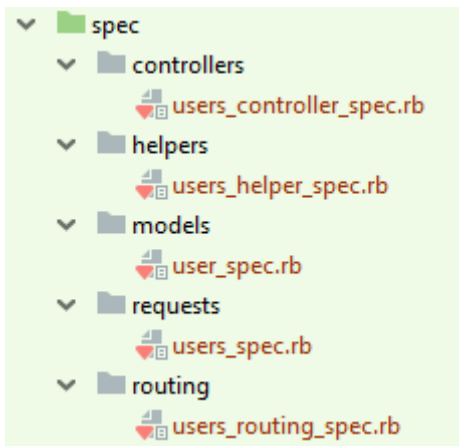 spec
controllers
users_controller_spec.rb
helpers
users_helper_spec.rb
models
user_spec.rb
requests
users_spec.rb
routing
users_routing_spec.rb